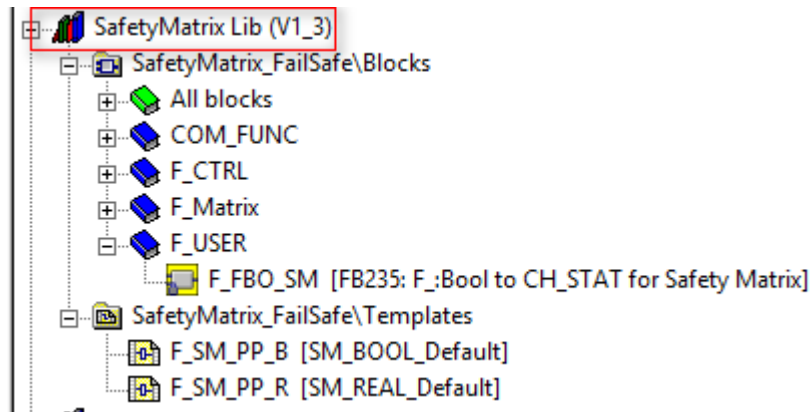 SafetyMatrix Lib (V1_3)
SafetyMatrix_FailSafe\Blocks
All blocks
COM_FUNC
F_CTRL
F_Matrix
F_USER
F_FBO_SM [FB235: F_:Bool to CH_STAT for Safety Matrix]
SafetyMatrix_FailSafe\Templates
F_SM_PP_B [SM_BOOL_Default]
F_SM_PP_R [SM_REAL_Default]